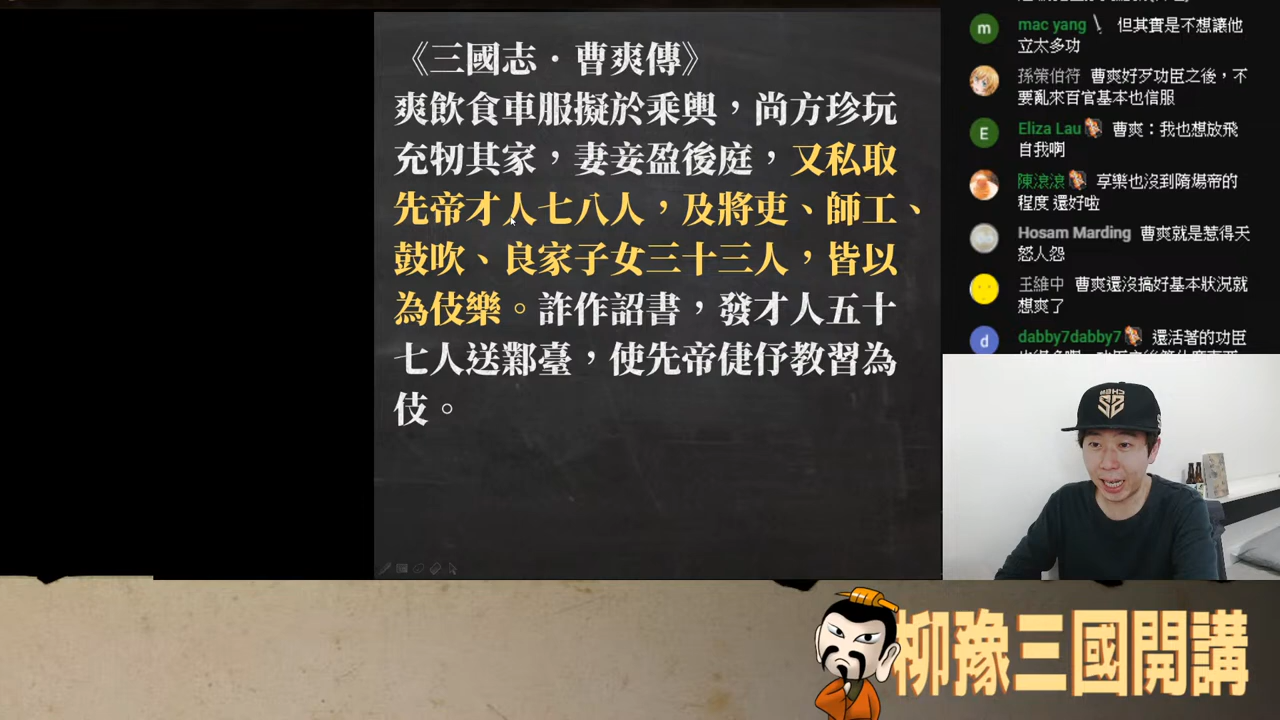 《三國志．曹爽傳》
爽飲食車服擬於乘輿，尚方珍玩
充牣其家，妻妾盈後庭，又私取
先帝才人七八人，及將吏、師工、
鼓吹、良家子女三十三人，皆以
為伎樂。詐作詔書，發才人五十
七人送鄴臺，使先帝倢伃教習為
伎。
m
mac yang 但其實是不想讓他
立太多功
孫策伯符 曹爽好歹功臣之後，不
要亂來百官基本也信服
E
Eliza Lau 曹爽：我也想放飛
自我啊
陳滾滾 享樂也沒到隋煬帝的
程度 還好啦
Hosam Marding 曹爽就是惹得天
怒人怨
王維中 曹爽還沒搞好基本狀況就
想爽了
d
dabby7dabby7 還活著的功臣
柳豫三國開講